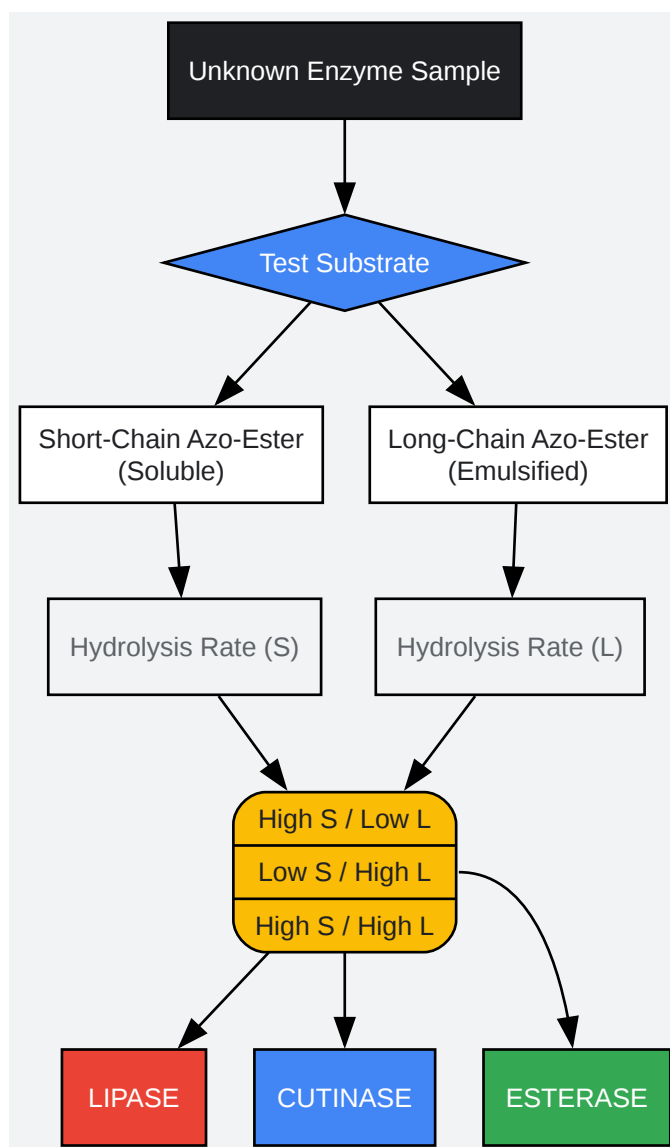 Unknown Enzyme Sample
Test Substrate
Short-Chain Azo-Ester
(Soluble)
Long-Chain Azo-Ester
(Emulsified)
Hydrolysis Rate (S)
Hydrolysis Rate (L)
High S / Low L
Low S / High L
High S / High L
LIPASE
CUTINASE
ESTERASE